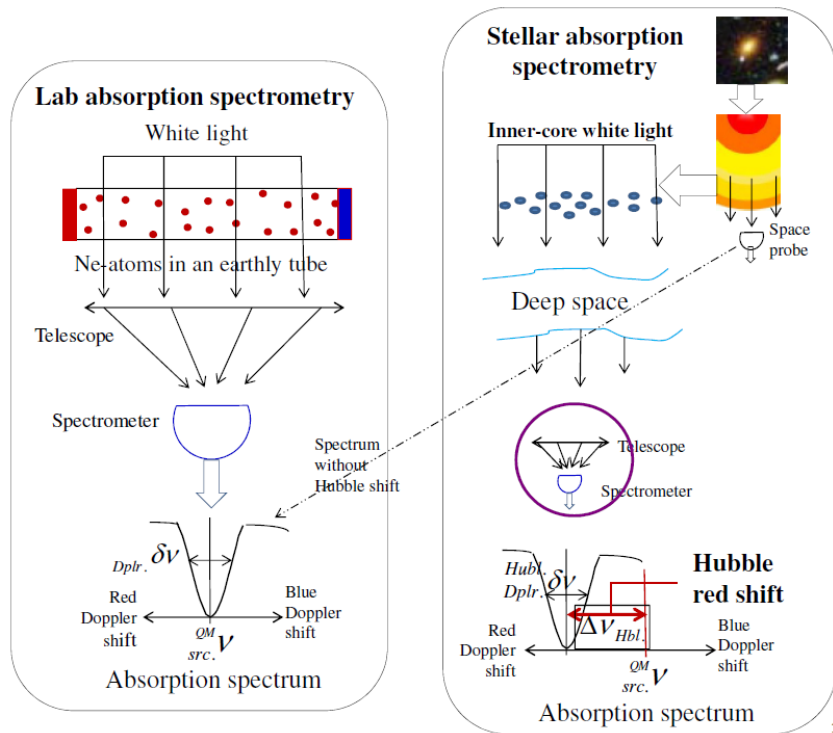 Lab absorption spectrometry
White light
Ne-atoms in an earthly tube
Telescope
Spectrometer
Spectrum
without
Hubble shift
Dplr. δν
Red
Doppler
shift
Blue
Doppler
shift
QM
src. ν
Absorption spectrum
Stellar absorption
spectrometry
Inner-core white light
Space
probe
Deep space
Telescope
Spectrometer
Hubl.
Dplr. δν
Hubble
red shift
Δν Hbl.
Red
Doppler
shift
Blue
Doppler
shift
QM
src. ν
Absorption spectrum